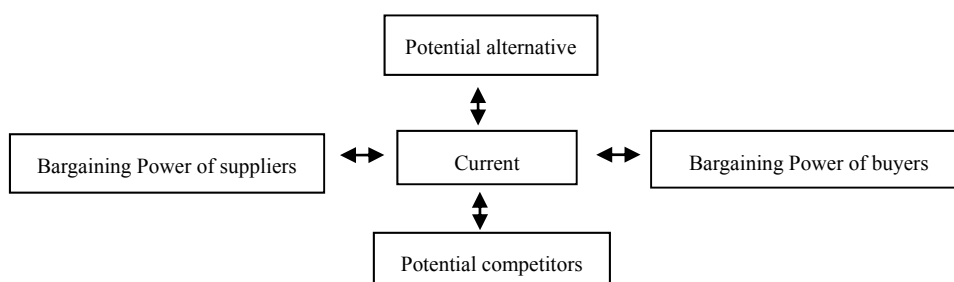 Potential alternative
Bargaining Power of suppliers
Current
Bargaining Power of buyers
Potential competitors